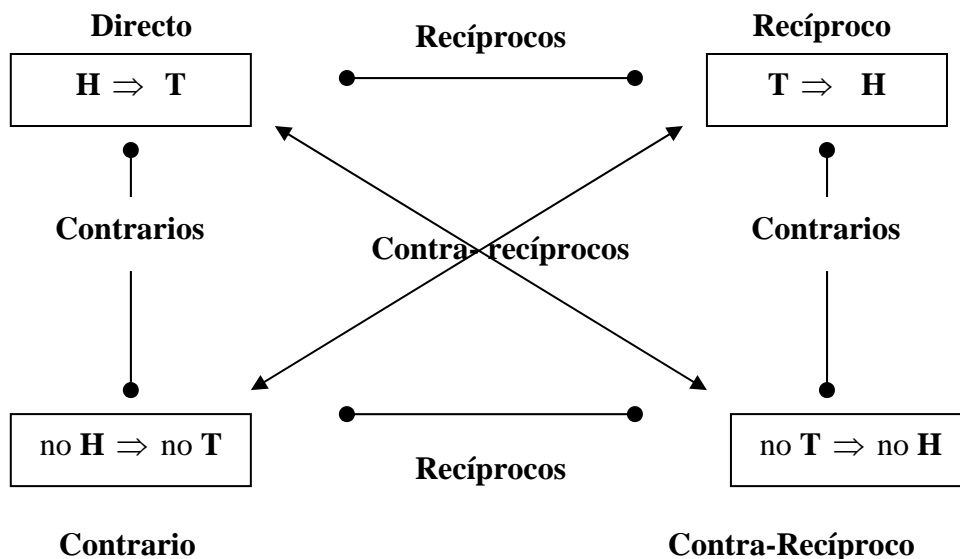 Directo
Recíprocos
Recíproco
H ⇒ T
T ⇒ H
Contrarios
Contra- recíprocos
Contrarios
no H ⇒ no T
no T ⇒ no H
Recíprocos
Contrario
Contra-Recíproco